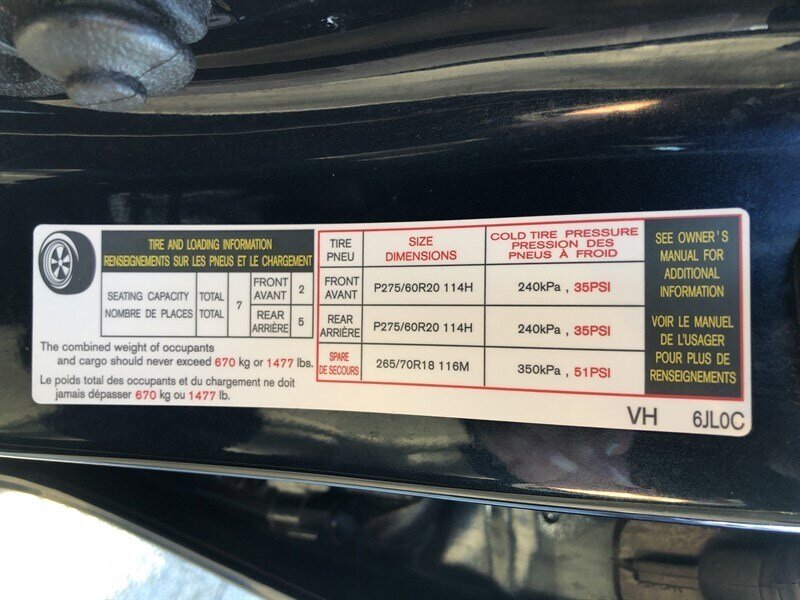 TIRE AND LOADING INFORMATION
RENSEIGNEMENTS SUR LES PNEUS ET LE CHARGEMENT
SEATING CAPACITY TOTAL 7 FRONT 2
NOMBRE DE PLACES TOTAL AVANT
REAR 5
ARRIÈRE
The combined weight of occupants
and cargo should never exceed 670 kg or 1477 lbs.
Le poids total des occupants et du chargement ne doit
jamais dépasser 670 kg ou 1477 lb.
TIRE SIZE COLD TIRE PRESSURE
PNEU DIMENSIONS PRESSION DES
PNEUS À FROID
FRONT P275/60R20 114H 240kPa , 35PSI
AVANT
REAR P275/60R20 114H 240kPa , 35PSI
ARRIÈRE
SPARE 265/70R18 116M 350kPa , 51PSI
DE SECOURS
SEE OWNER'S
MANUAL FOR
ADDITIONAL
INFORMATION
VOIR LE MANUEL
DE L'USAGER
POUR PLUS DE
RENSEIGNEMENTS
VH 6JL0C